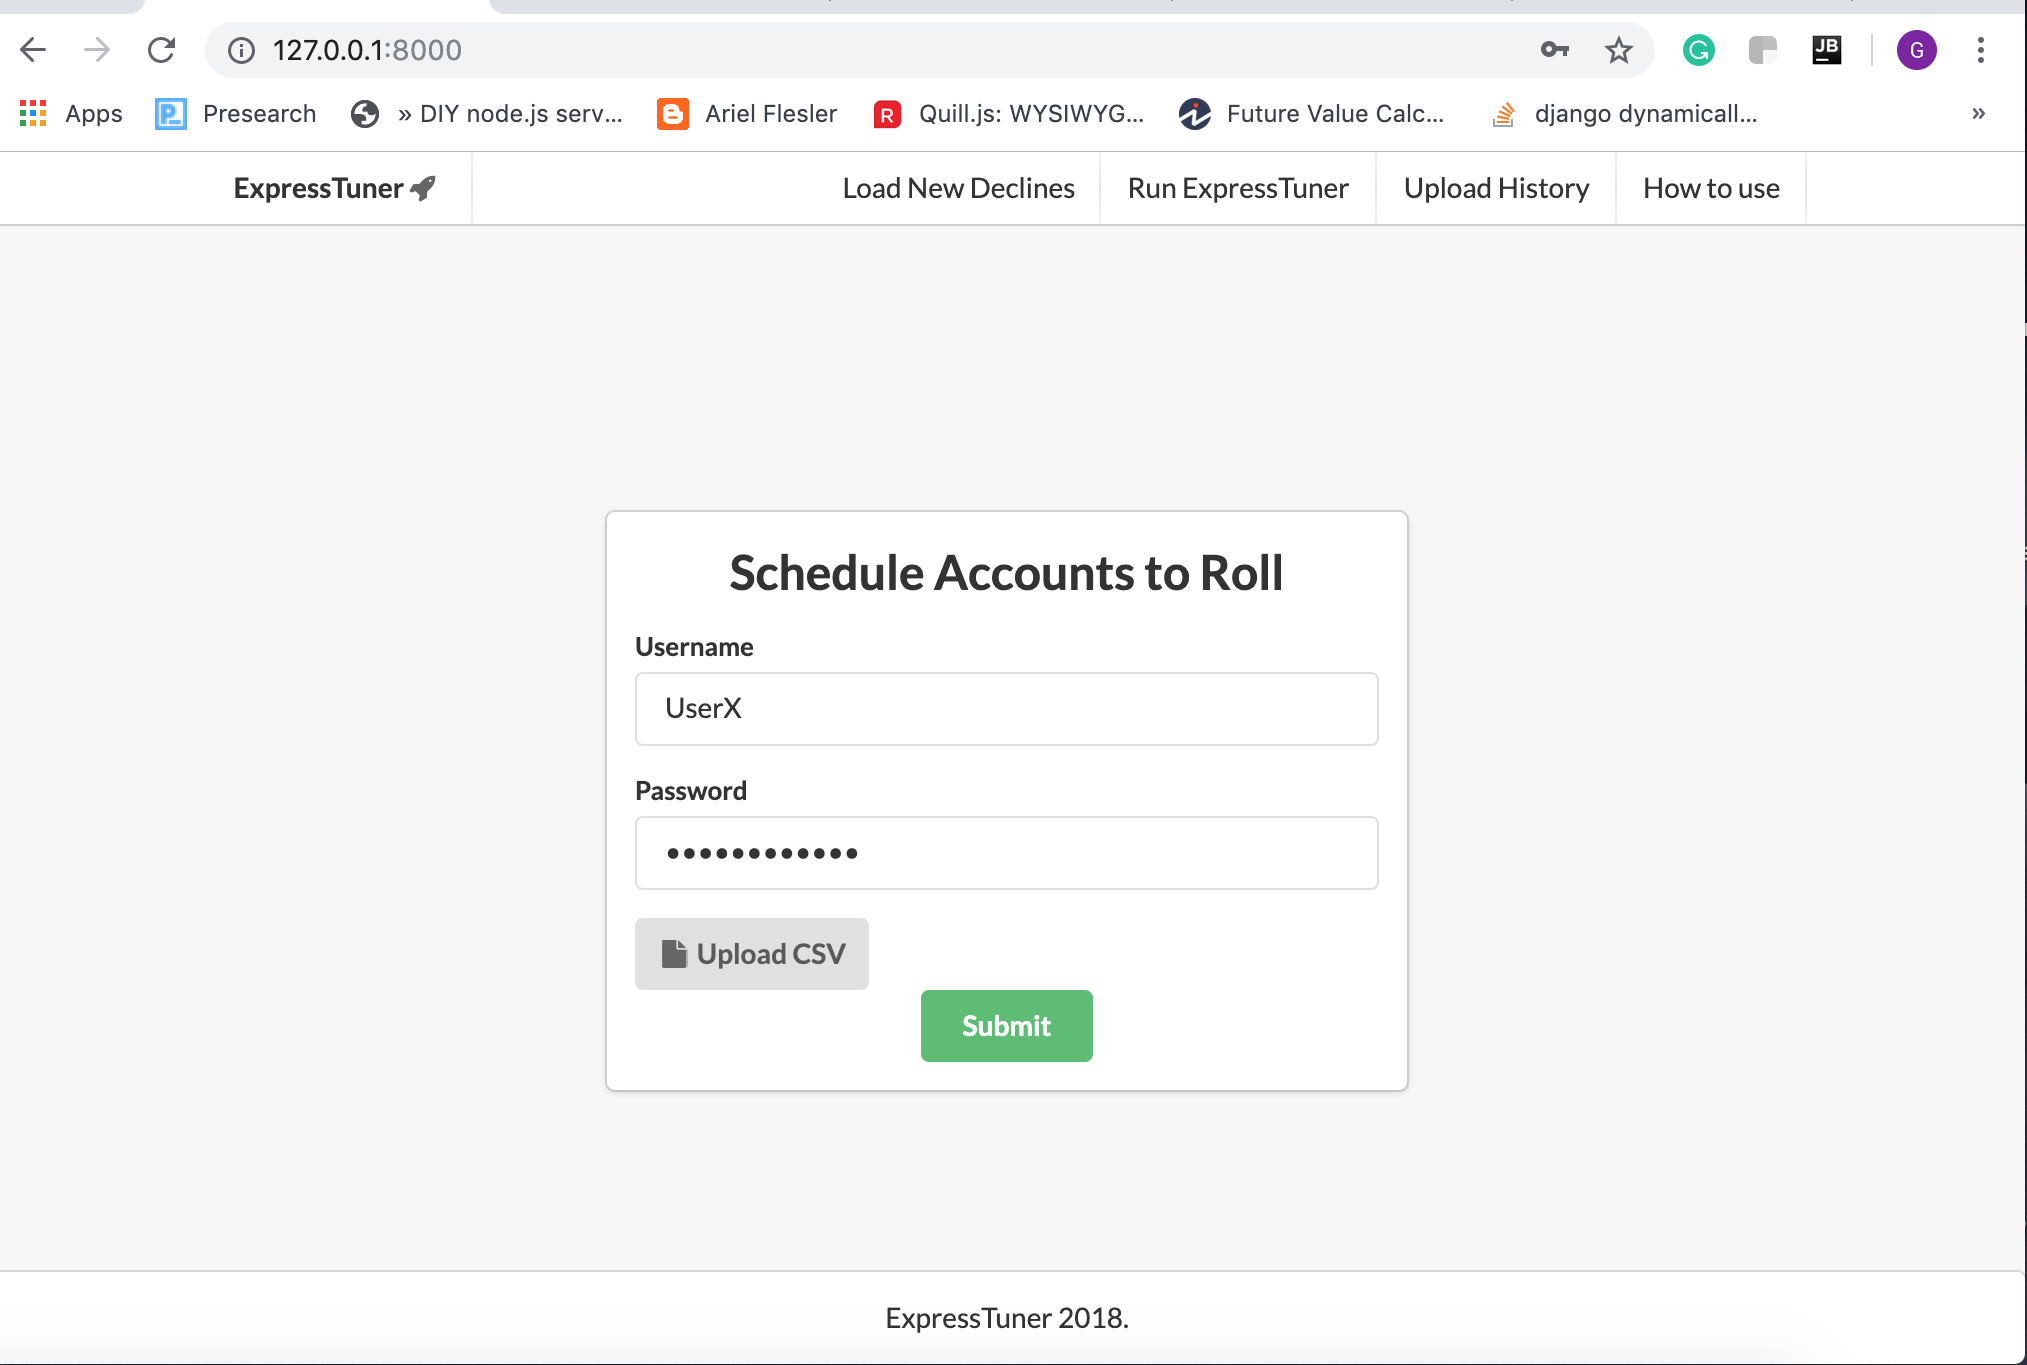 127.0.0.1:8000
G
JB
G
Apps
P
Presearch
» DIY node.js serv...
Ariel Flesler
R
Quill.js: WYSIWYG...
Future Value Calc...
django dynamicall...
»
ExpressTuner
Load New Declines
Run ExpressTuner
Upload History
How to use
Schedule Accounts to Roll
Username
UserX
Password
••••••••••••
Upload CSV
Submit
ExpressTuner 2018.